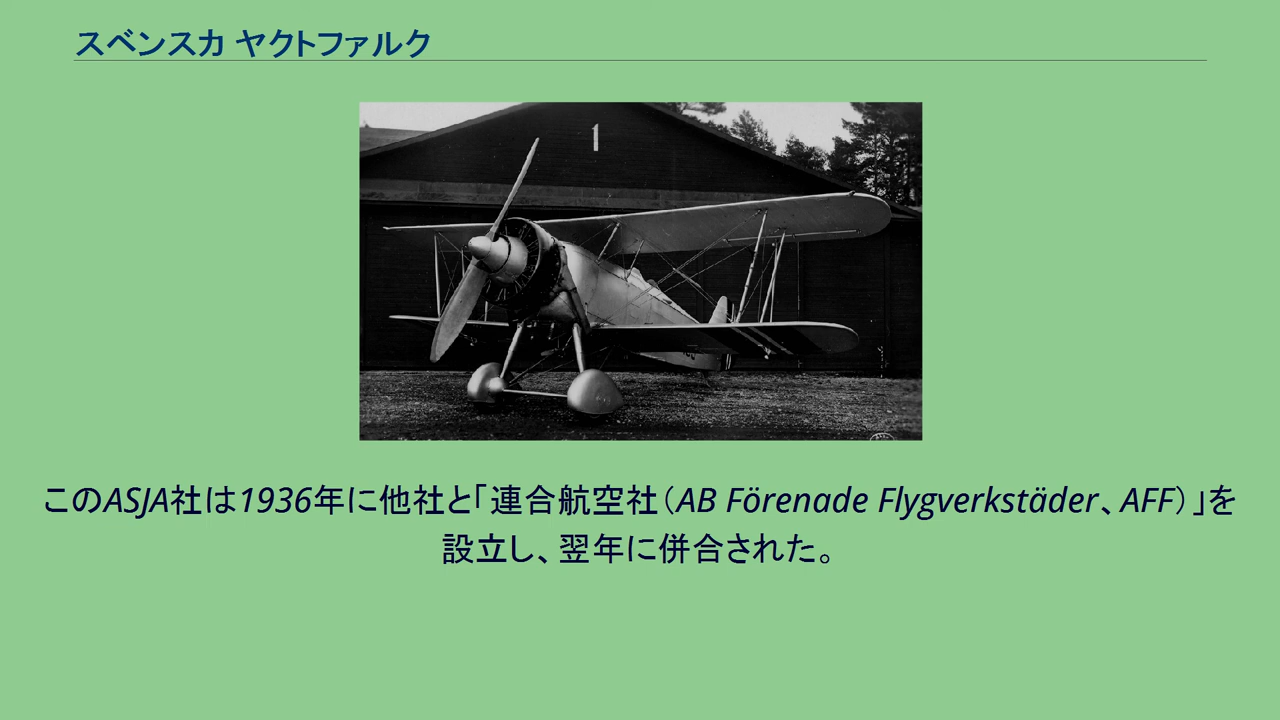 スベンスカ ヤクトファルク
1
このASJA社は1936年に他社と「連合航空社（AB Förenade Flygverkstäder、AFF）」を
設立し、翌年に併合された。